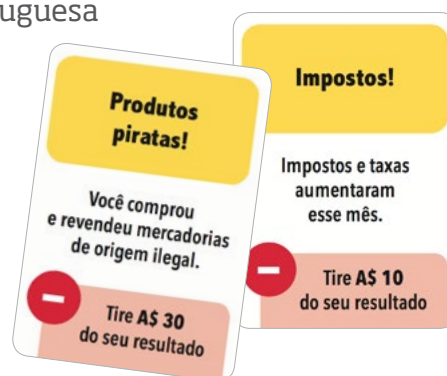 uguesa
Produtos
piratas!
Você comprou
e revendeu mercadorias
de origem ilegal.
Tire A$ 30
do seu resultado
Impostos!
Impostos e taxas
aumentaram
esse mês.
Tire A$ 10
do seu resultado